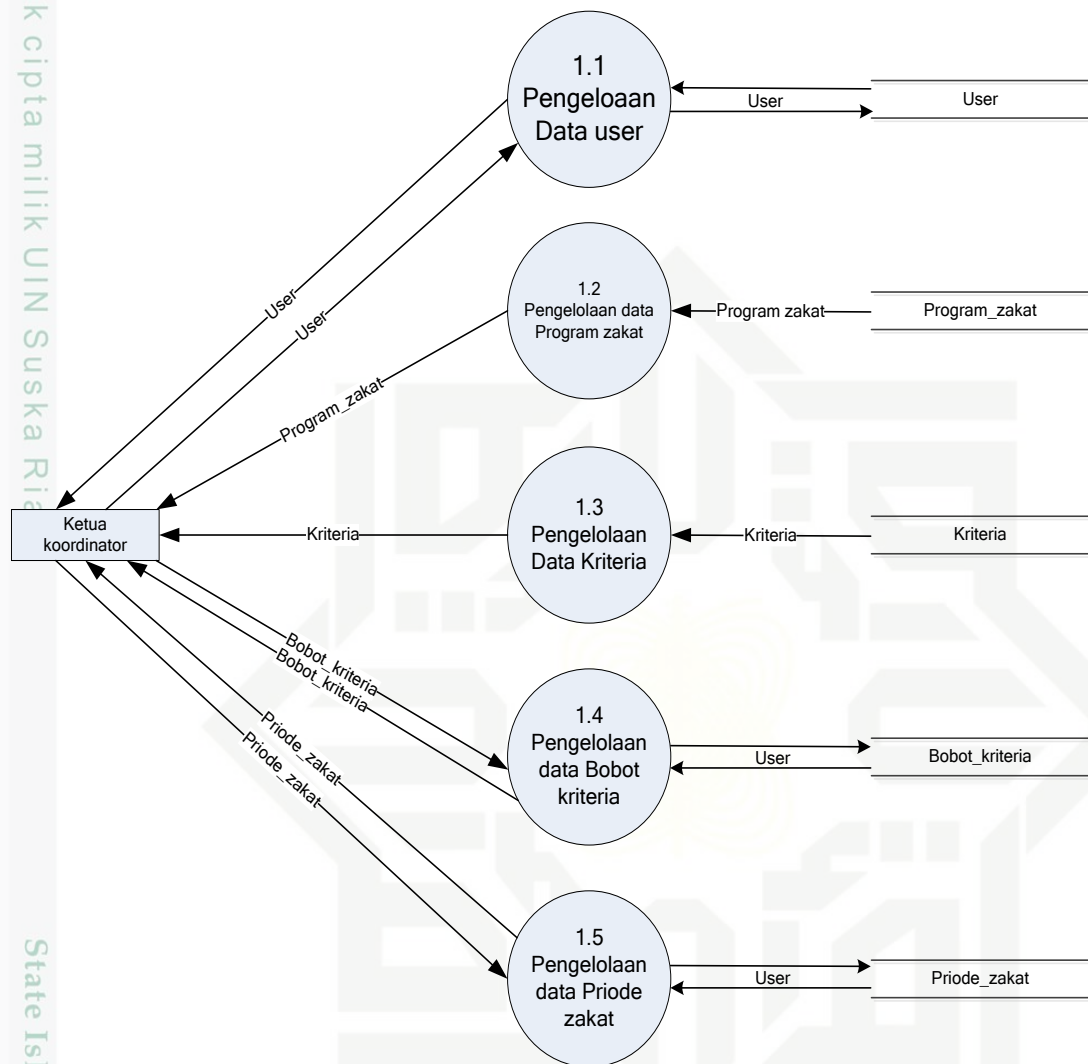 k cipta milik UIN Suska Ria
State Isl
1.1
Pengeloaan
Data user
User
User
User
User
1.2
Pengelolaan data
Program zakat
Program zakat
Program_zakat
Program_zakat
Ketua
koordinator
Kriteria
1.3
Pengelolaan
Data Kriteria
Kriteria
Kriteria
Bobot_kriteria
Bobot_kriteria
1.4
Pengelolaan
data Bobot
kriteria
User
Bobot_kriteria
Priode_zakat
Priode_zakat
1.5
Pengelolaan
data Priode
zakat
User
Priode_zakat